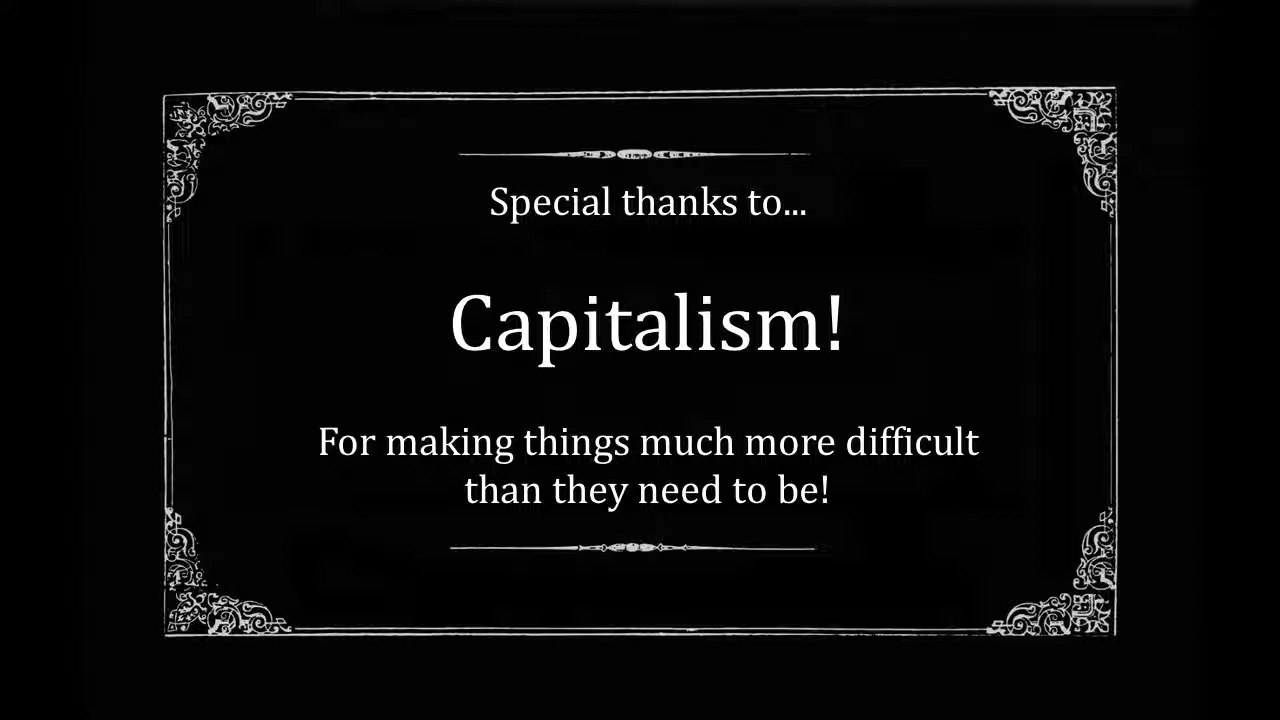 Special thanks to...
Capitalism!
For making things much more difficult
than they need to be!